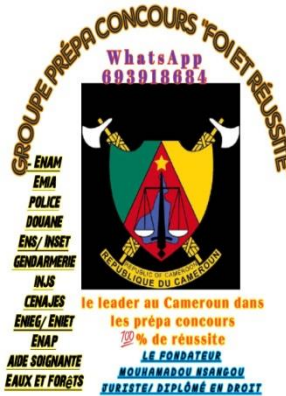 GROUPE PRÉPA CONCOURS "FOI ET RÉUSSITE
WhatsApp
693918684
- ENAM
EMIA
POLICE
DOUANE
ENS/ INSET
GENDARMERIE
INJS
CENAJES
ENIEG/ ENIET
ENAP
AIDE SOIGNANTE
EAUX ET FORêTS
REPUBLIC OF CAMEROON
REPUBLIQUE DU CAMEROUN
le leader au Cameroun dans
les prépa concours
💯% de réussite
LE FONDATEUR
MOUHAMADOU NSANGOU
JURISTE/ DIPLÔMÉ EN DROIT